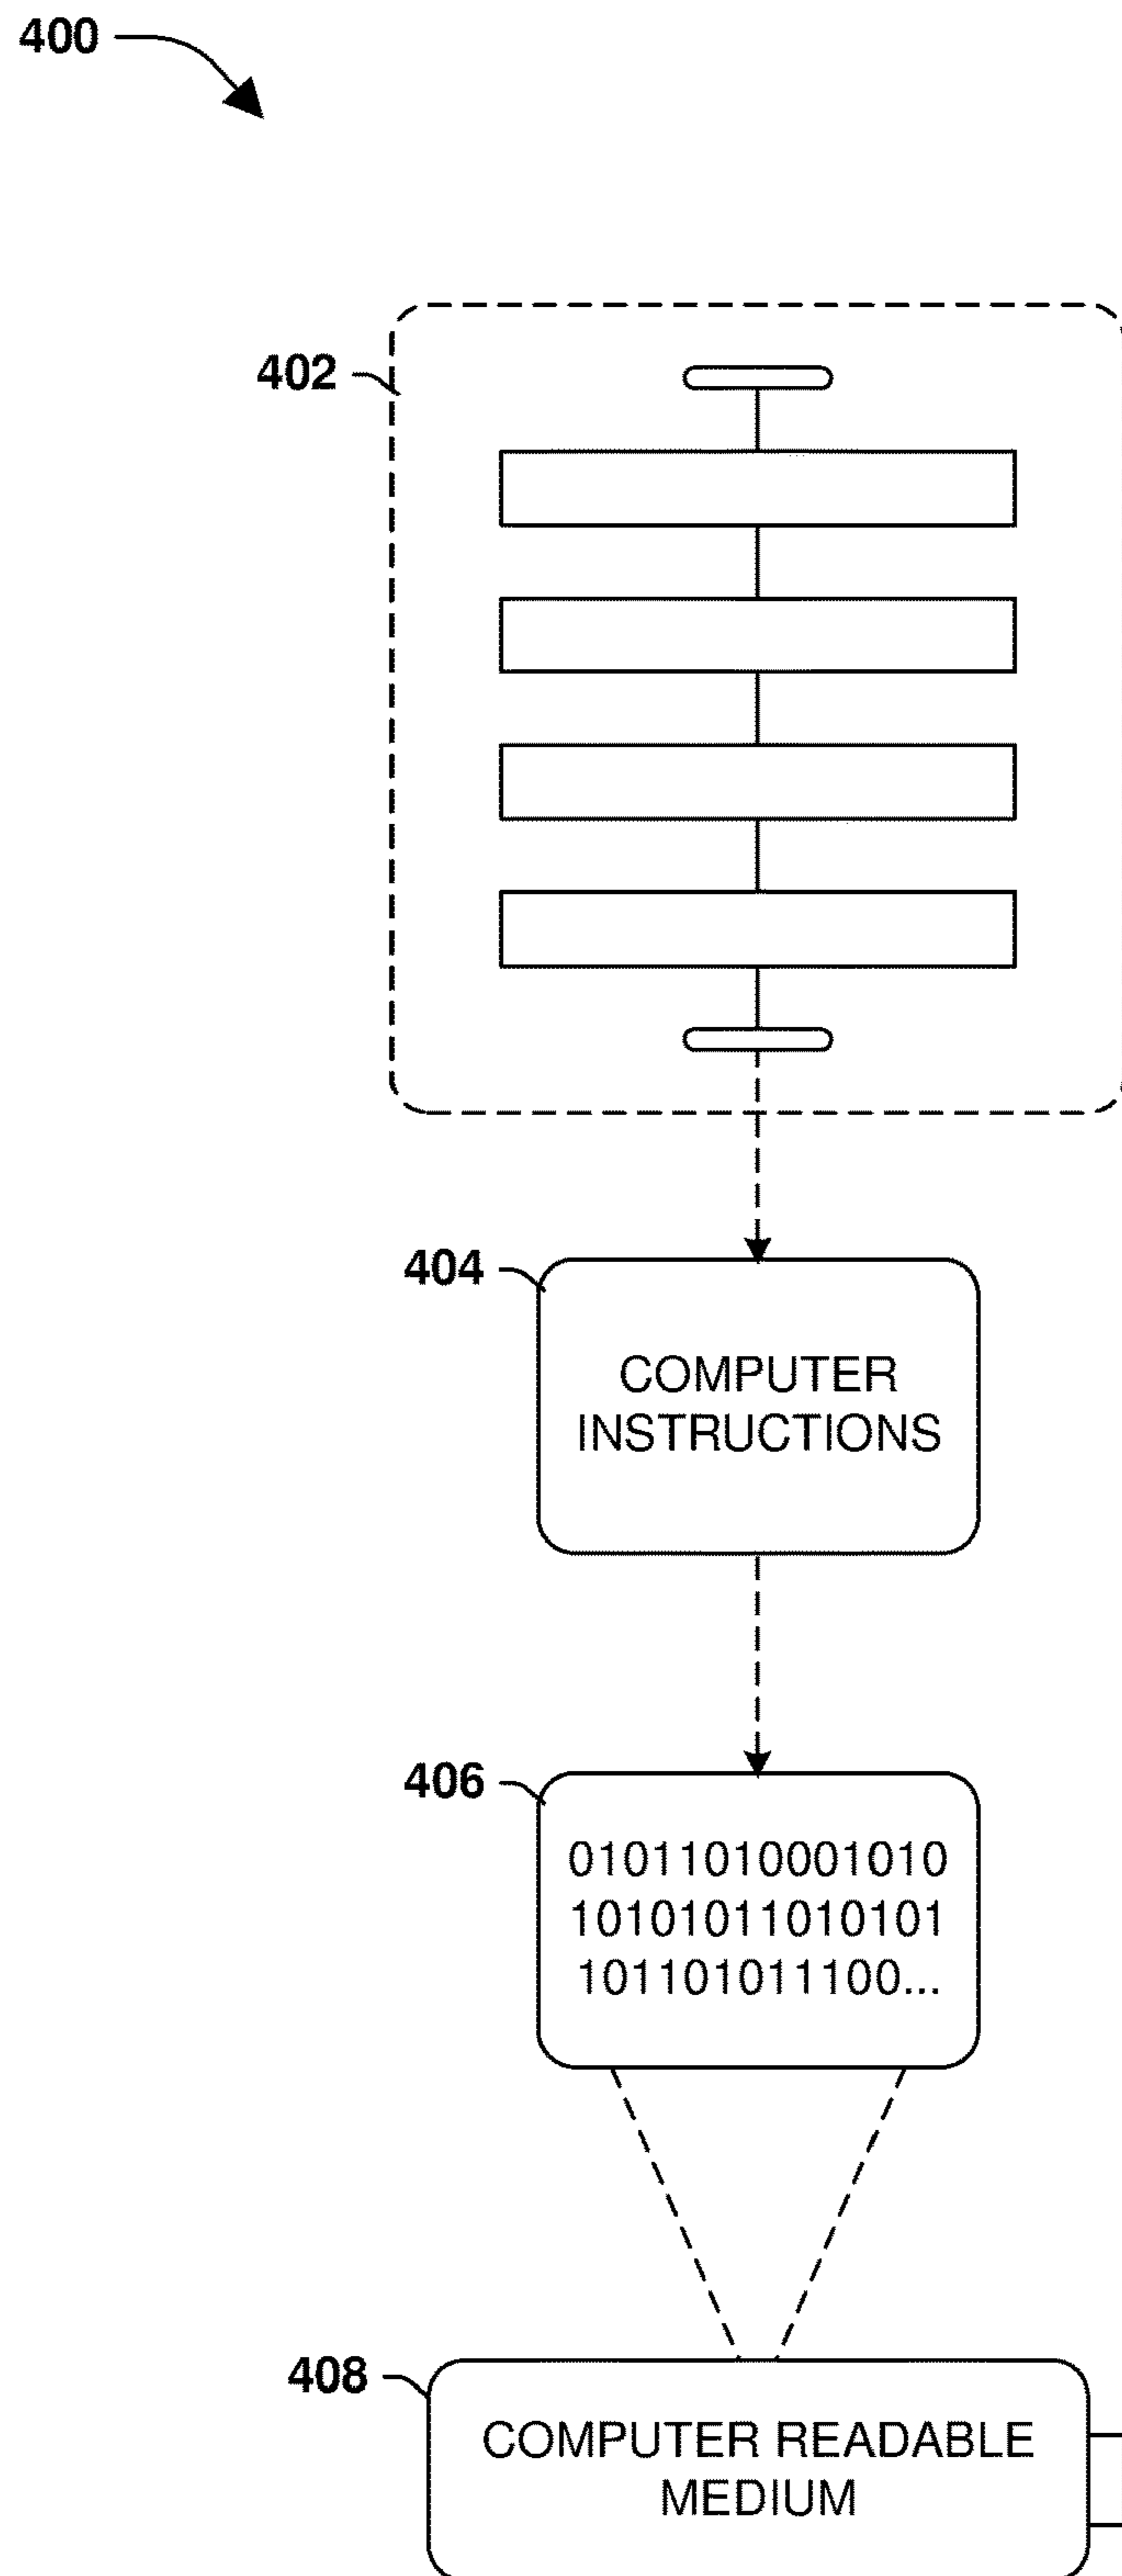 400
402
404
COMPUTER
INSTRUCTIONS
406
01011010001010
10101011010101
101101011100...
408
COMPUTER READABLE
MEDIUM